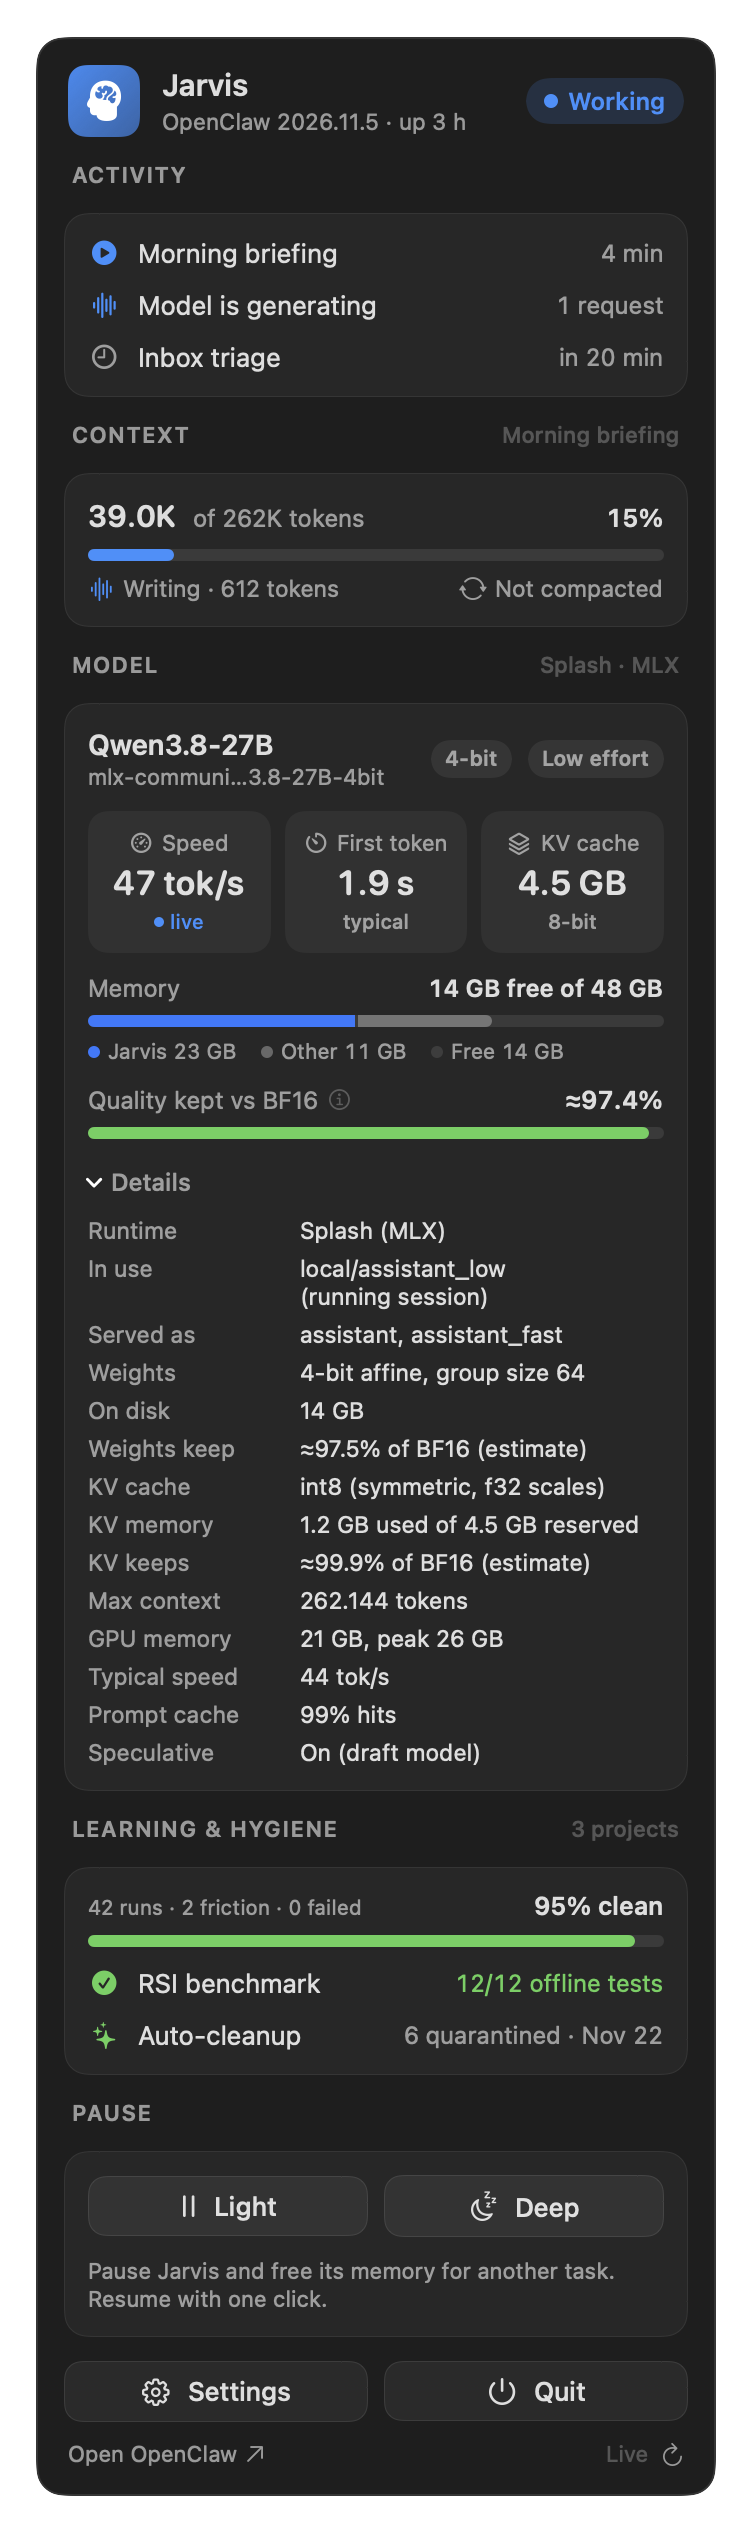 Jarvis
OpenClaw 2026.11.5 · up 3 h
Working
ACTIVITY
Morning briefing 4 min
Model is generating 1 request
Inbox triage in 20 min
CONTEXT Morning briefing
39.0K of 262K tokens 15%
Writing · 612 tokens Not compacted
MODEL Splash · MLX
Qwen3.8-27B
mlx-communi...3.8-27B-4bit
4-bit Low effort
Speed First token KV cache
47 tok/s 1.9 s 4.5 GB
live typical 8-bit
Memory 14 GB free of 48 GB
Jarvis 23 GB Other 11 GB Free 14 GB
Quality kept vs BF16 ≈97.4%
Details
Runtime Splash (MLX)
In use local/assistant_low
(running session)
Served as assistant, assistant_fast
Weights 4-bit affine, group size 64
On disk 14 GB
Weights keep ≈97.5% of BF16 (estimate)
KV cache int8 (symmetric, f32 scales)
KV memory 1.2 GB used of 4.5 GB reserved
KV keeps ≈99.9% of BF16 (estimate)
Max context 262.144 tokens
GPU memory 21 GB, peak 26 GB
Typical speed 44 tok/s
Prompt cache 99% hits
Speculative On (draft model)
LEARNING & HYGIENE 3 projects
42 runs · 2 friction · 0 failed 95% clean
RSI benchmark 12/12 offline tests
Auto-cleanup 6 quarantined · Nov 22
PAUSE
Light Deep
Pause Jarvis and free its memory for another task.
Resume with one click.
Settings Quit
Open OpenClaw Live